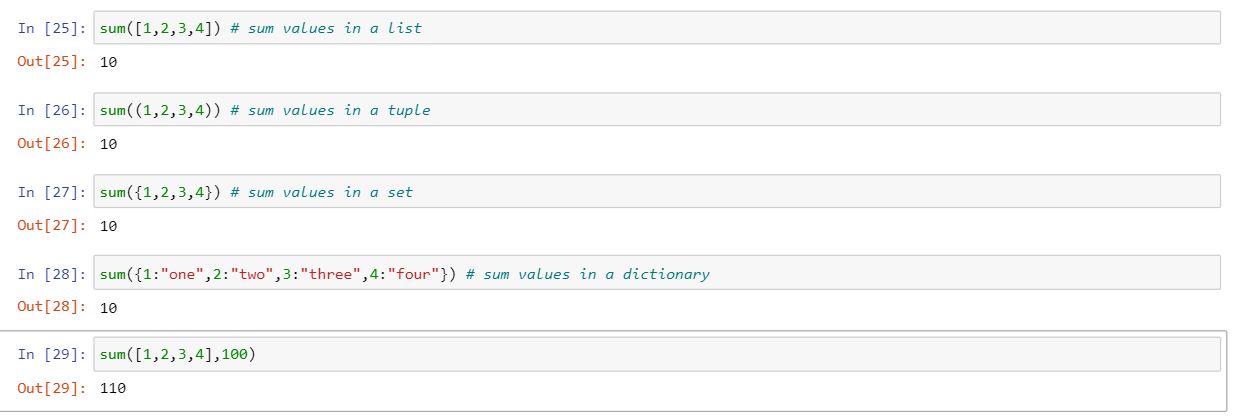 In [25]: sum([1,2,3,4]) # sum values in a list
Out[25]: 10
In [26]: sum((1,2,3,4)) # sum values in a tuple
Out[26]: 10
In [27]: sum({1,2,3,4}) # sum values in a set
Out[27]: 10
In [28]: sum({1:"one",2:"two",3:"three",4:"four"}) # sum values in a dictionary
Out[28]: 10
In [29]: sum([1,2,3,4],100)
Out[29]: 110